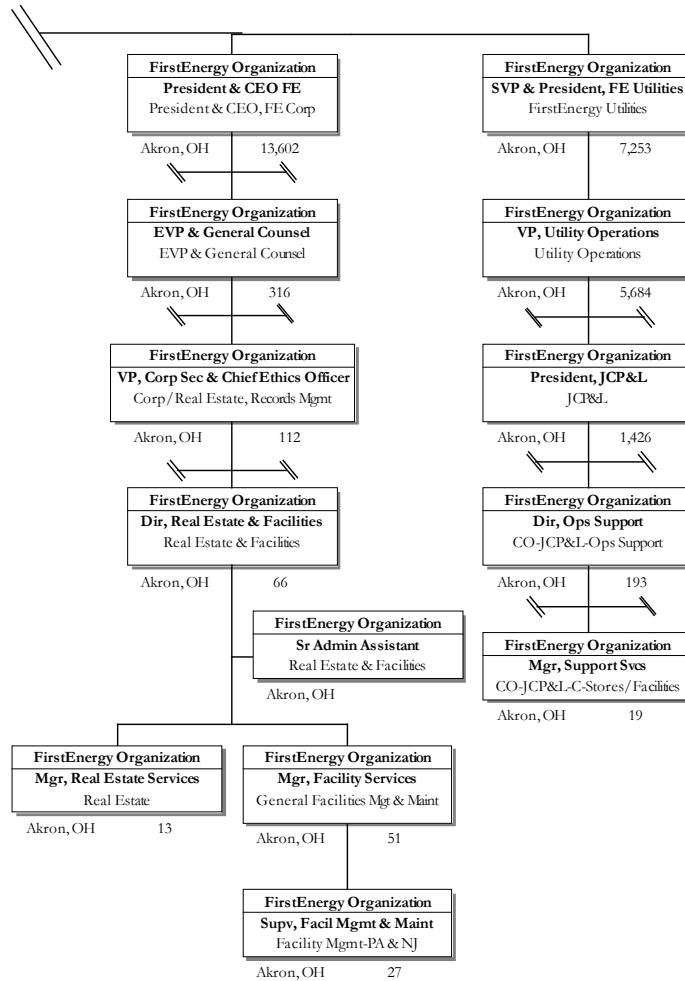 FirstEnergy Organization
President & CEO FE
President & CEO, FE Corp
Akron, OH 13,602
FirstEnergy Organization
EVP & General Counsel
EVP & General Counsel
Akron, OH 316
FirstEnergy Organization
VP, Corp Sec & Chief Ethics Officer
Corp/Real Estate, Records Mgmt
Akron, OH 112
FirstEnergy Organization
Dir, Real Estate & Facilities
Real Estate & Facilities
Akron, OH 66
FirstEnergy Organization
Sr Admin Assistant
Real Estate & Facilities
Akron, OH
FirstEnergy Organization
Mgr, Real Estate Services
Real Estate
Akron, OH 13
FirstEnergy Organization
Mgr, Facility Services
General Facilities Mgt & Maint
Akron, OH 51
FirstEnergy Organization
Supv, Facil Mgmt & Maint
Facility Mgmt-PA & NJ
Akron, OH 27
FirstEnergy Organization
SVP & President, FE Utilities
FirstEnergy Utilities
Akron, OH 7,253
FirstEnergy Organization
VP, Utility Operations
Utility Operations
Akron, OH 5,684
FirstEnergy Organization
President, JCP&L
JCP&L
Akron, OH 1,426
FirstEnergy Organization
Dir, Ops Support
CO-JCP&L-Ops Support
Akron, OH 193
FirstEnergy Organization
Mgr, Support Svcs
CO-JCP&L-C-Stores/Facilities
Akron, OH 19